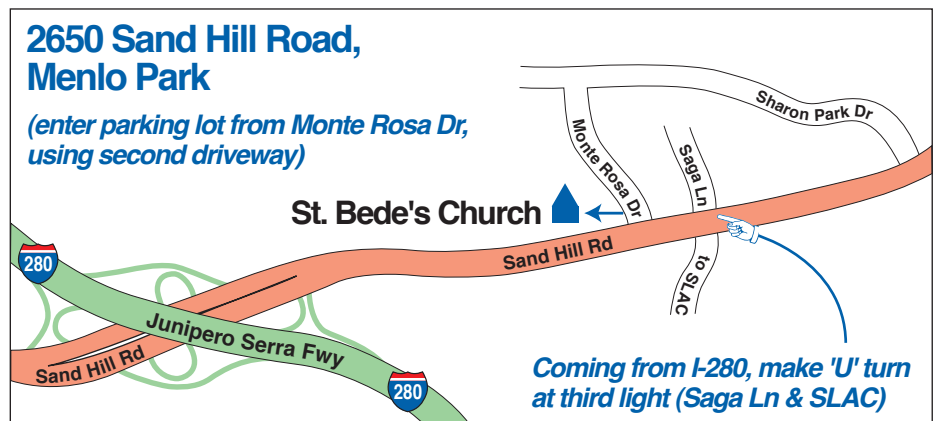 2650 Sand Hill Road,
Menlo Park
(enter parking lot from Monte Rosa Dr,
using second driveway)
Sharon Park Dr
Monte Rosa Dr
Saga Ln
St. Bede's Church
Sand Hill Rd
to SLAC
280
Junipero Serra Fwy
Sand Hill Rd
280
Coming from I-280, make 'U' turn
at third light (Saga Ln & SLAC)